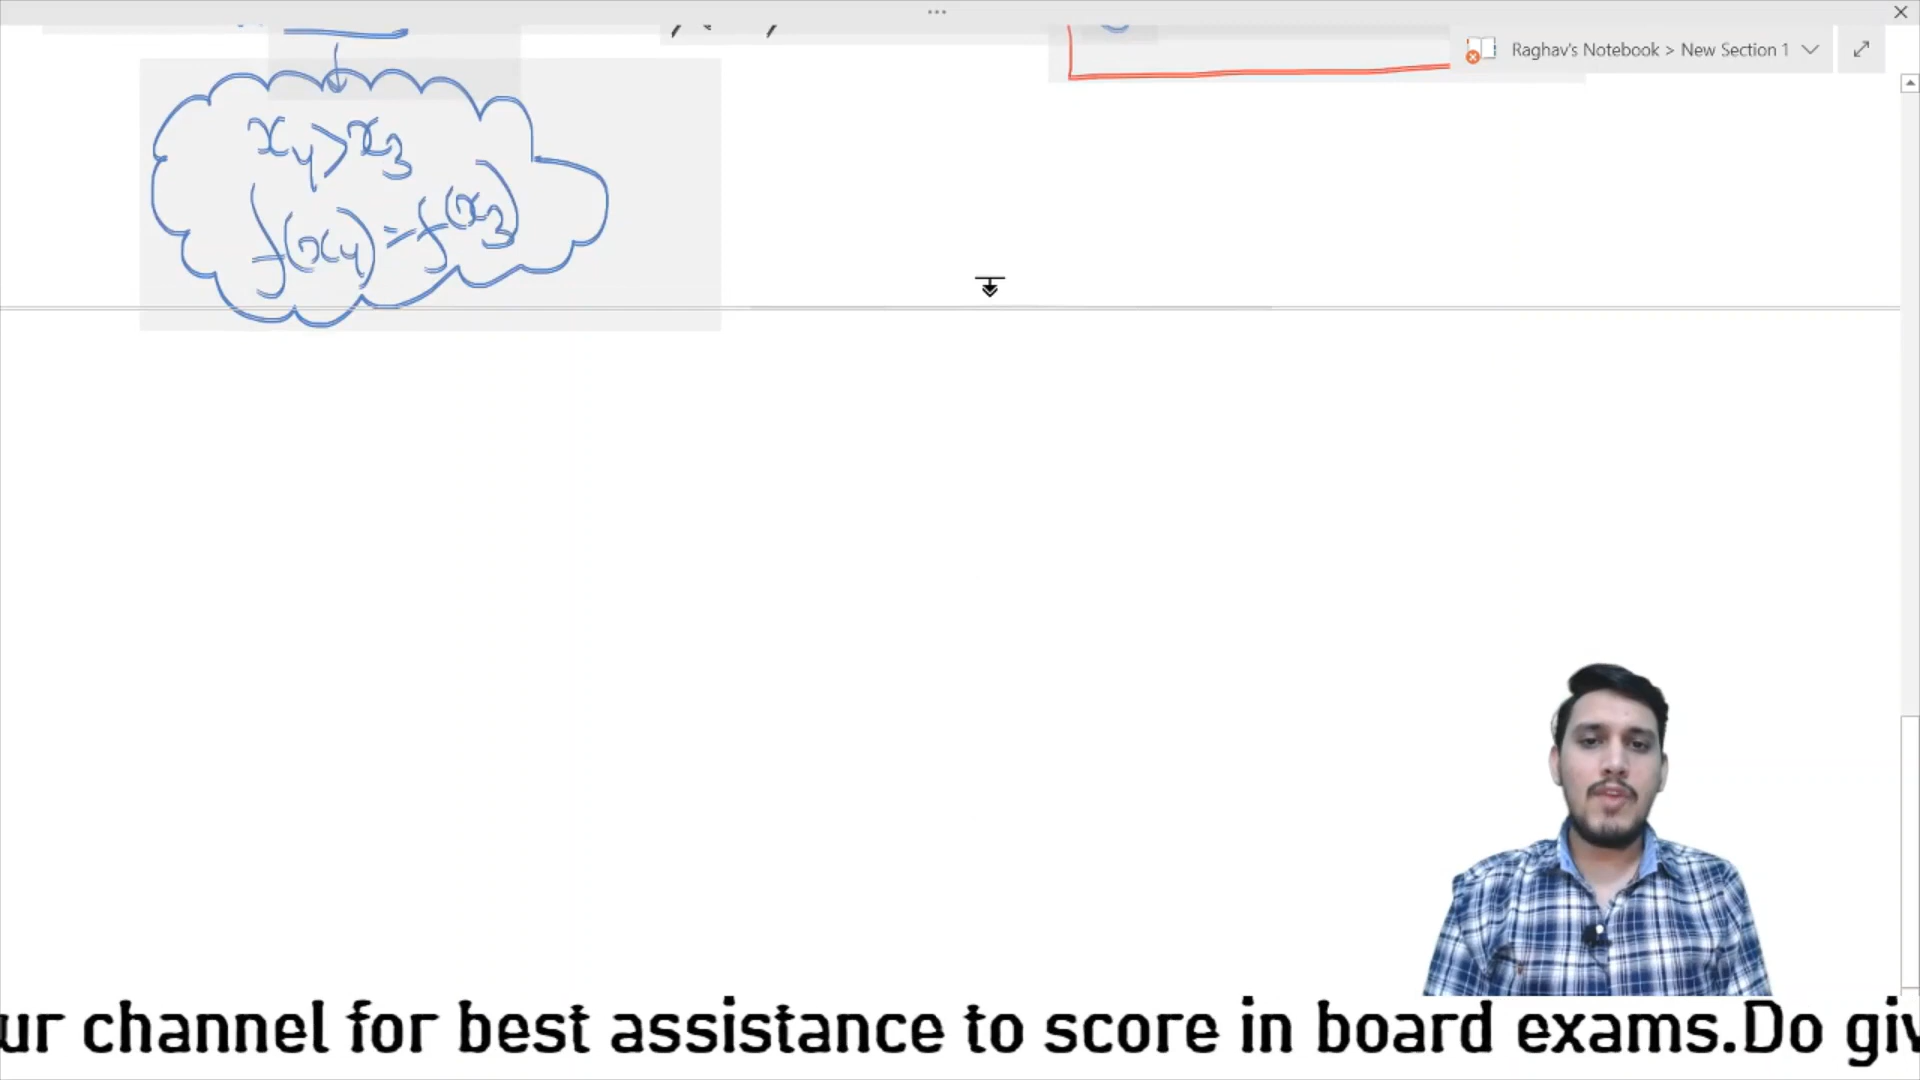 Raghav's Notebook > New Section 1
x₄>x₃
f(x₄)=f(x₃)
ur channel for best assistance to score in board exams.Do giv